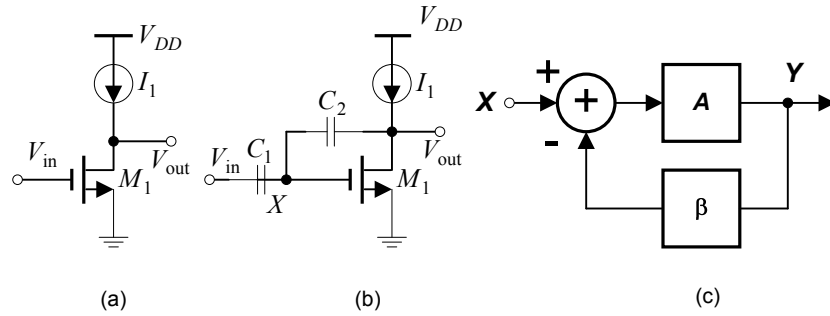 V_DD
I_1
V_in
V_out
M_1
(a)
V_DD
I_1
C_2
V_in
C_1
V_out
X
M_1
(b)
X
+
+
-
A
Y
β
(c)